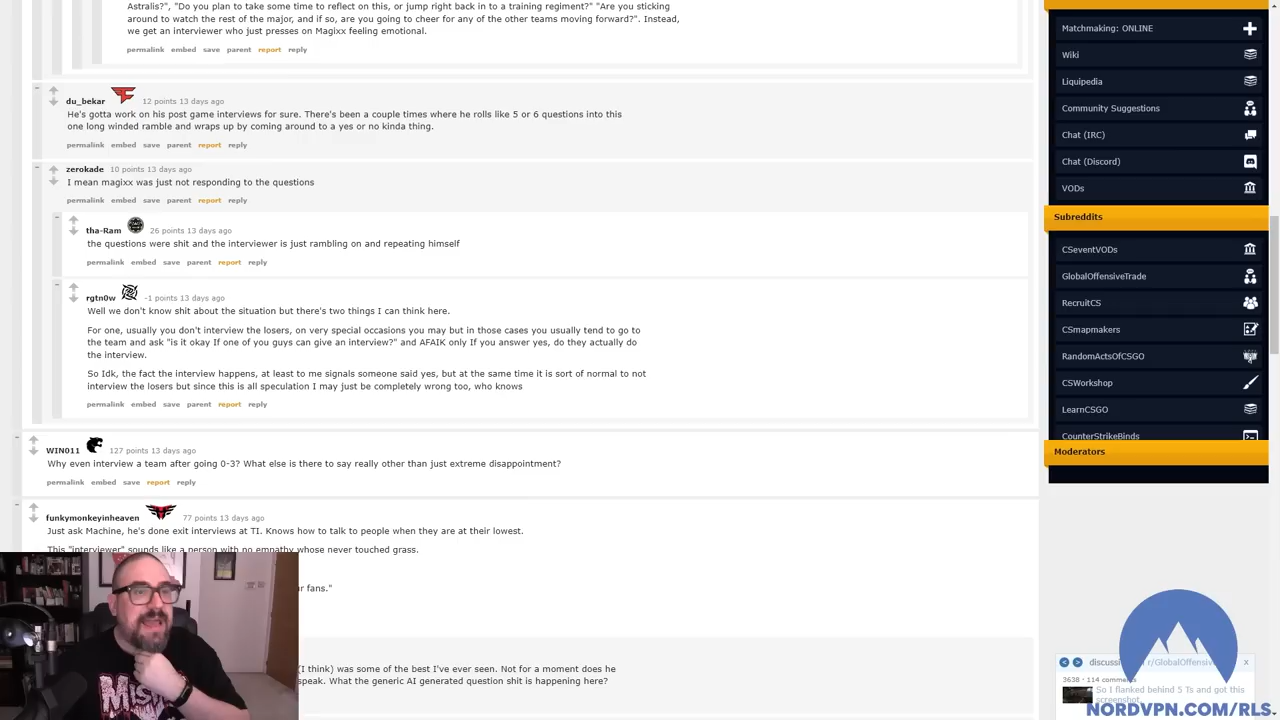 Astralis?", "Do you plan to take some time to reflect on this, or jump right back in to a training regiment?" "Are you sticking
around to watch the rest of the major, and if so, are you going to cheer for any of the other teams moving forward?". Instead,
we get an interviewer who just presses on Magixx feeling emotional.
permalink embed save parent report reply
du_bekar 12 points 13 days ago
He's gotta work on his post game interviews for sure. There's been a couple times where he rolls like 5 or 6 questions into this
one long winded ramble and wraps up by coming around to a yes or no kinda thing.
permalink embed save parent report reply
zerokade 10 points 13 days ago
I mean magixx was just not responding to the questions
permalink embed save parent report reply
tha-Ram 26 points 13 days ago
the questions were shit and the interviewer is just rambling on and repeating himself
permalink embed save parent report reply
rgtn0w -1 points 13 days ago
Well we don't know shit about the situation but there's two things I can think here.
For one, usually you don't interview the losers, on very special occasions you may but in those cases you usually tend to go to
the team and ask "is it okay If one of you guys can give an interview?" and AFAIK only If you answer yes, do they actually do
the interview.
So Idk, the fact the interview happens, at least to me signals someone said yes, but at the same time it is sort of normal to not
interview the losers but since this is all speculation I may just be completely wrong too, who knows
permalink embed save parent report reply
WIN011 127 points 13 days ago
Why even interview a team after going 0-3? What else is there to say really other than just extreme disappointment?
permalink embed save report reply
funkymonkeyinheaven 77 points 13 days ago
Just ask Machine, he's done exit interviews at TI. Knows how to talk to people when they are at their lowest.
This "interviewer" sounds like a person with no empathy whose never touched grass.
r fans."
(I think) was some of the best I've ever seen. Not for a moment does he
speak. What the generic AI generated question shit is happening here?
Matchmaking: ONLINE
Wiki
Liquipedia
Community Suggestions
Chat (IRC)
Chat (Discord)
VODs
Subreddits
CSeventVODs
GlobalOffensiveTrade
RecruitCS
CSmapmakers
RandomActsOfCSGO
CSWorkshop
LearnCSGO
CounterStrikeBinds
Moderators
discussi r/GlobalOffensiv x
3638 · 114 comments
So I flanked behind 5 Ts and got this
screenshot
NORDVPN.COM/RLS